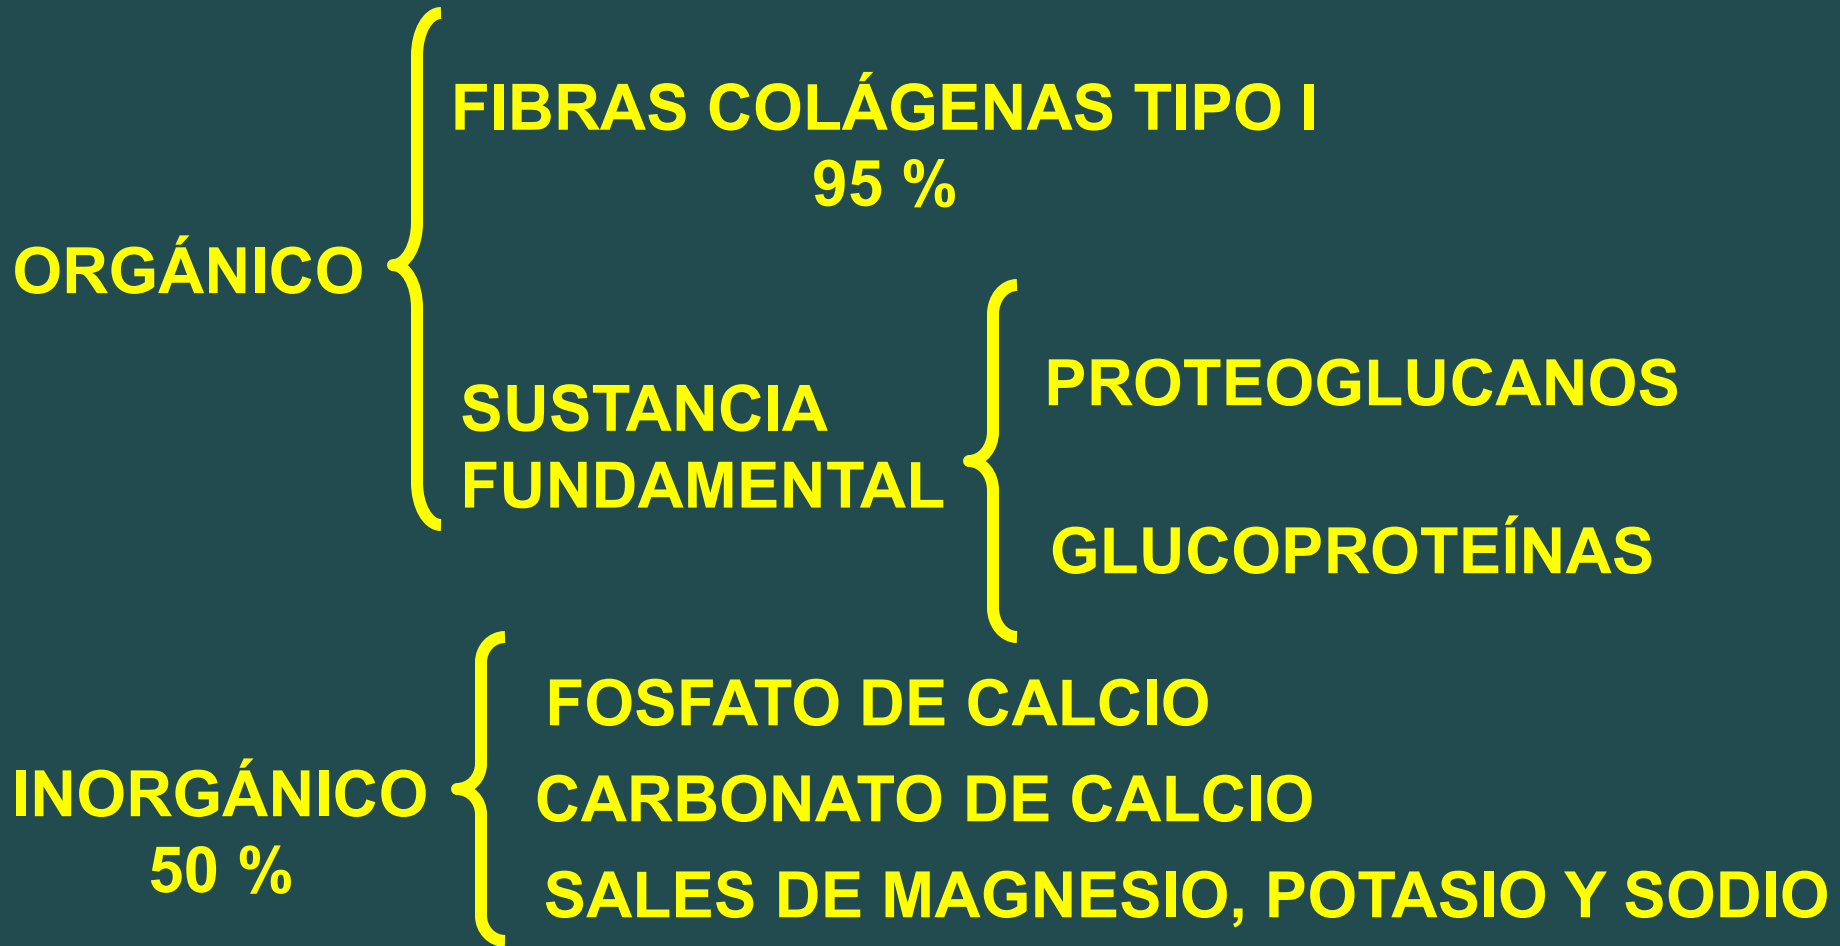 FIBRAS COLÁGENAS TIPO I
95 %
ORGÁNICO
SUSTANCIA
FUNDAMENTAL
PROTEOGLUCANOS
GLUCOPROTEÍNAS
FOSFATO DE CALCIO
INORGÁNICO
50 %
CARBONATO DE CALCIO
SALES DE MAGNESIO, POTASIO Y SODIO